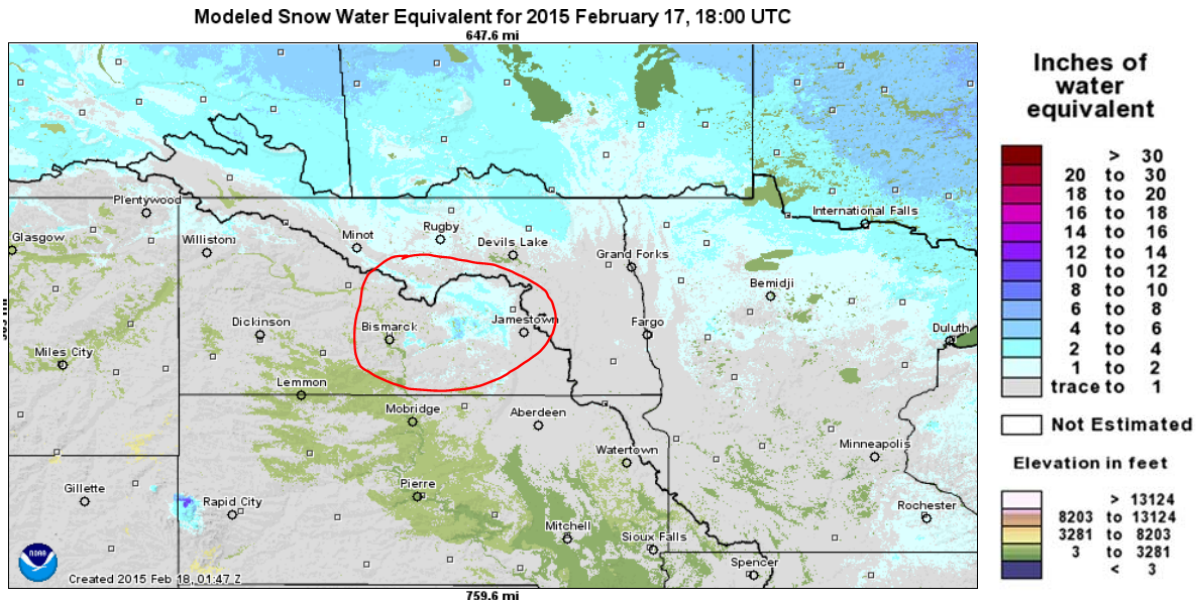 Modeled Snow Water Equivalent for 2015 February 17, 18:00 UTC
647.6 mi
Plentywood
International Falls
Glasgow
Williston
Minot
Rugby
Devils Lake
Grand Forks
Bemidji
Dickinson
Bismarck
Jamestown
Fargo
Duluth
Miles City
Lemmon
Mobridge
Aberdeen
Watertown
Minneapolis
Gillette
Rapid City
Pierre
Rochester
Mitchell
Sioux Falls
Spencer
NOAA
Created 2015 Feb 18, 01:47 Z
759.6 mi
Inches of
water
equivalent
> 30
20 to 30
18 to 20
16 to 18
14 to 16
12 to 14
10 to 12
8 to 10
6 to 8
4 to 6
2 to 4
1 to 2
trace to 1
Not Estimated
Elevation in feet
> 13124
8203 to 13124
3281 to 8203
3 to 3281
< 3